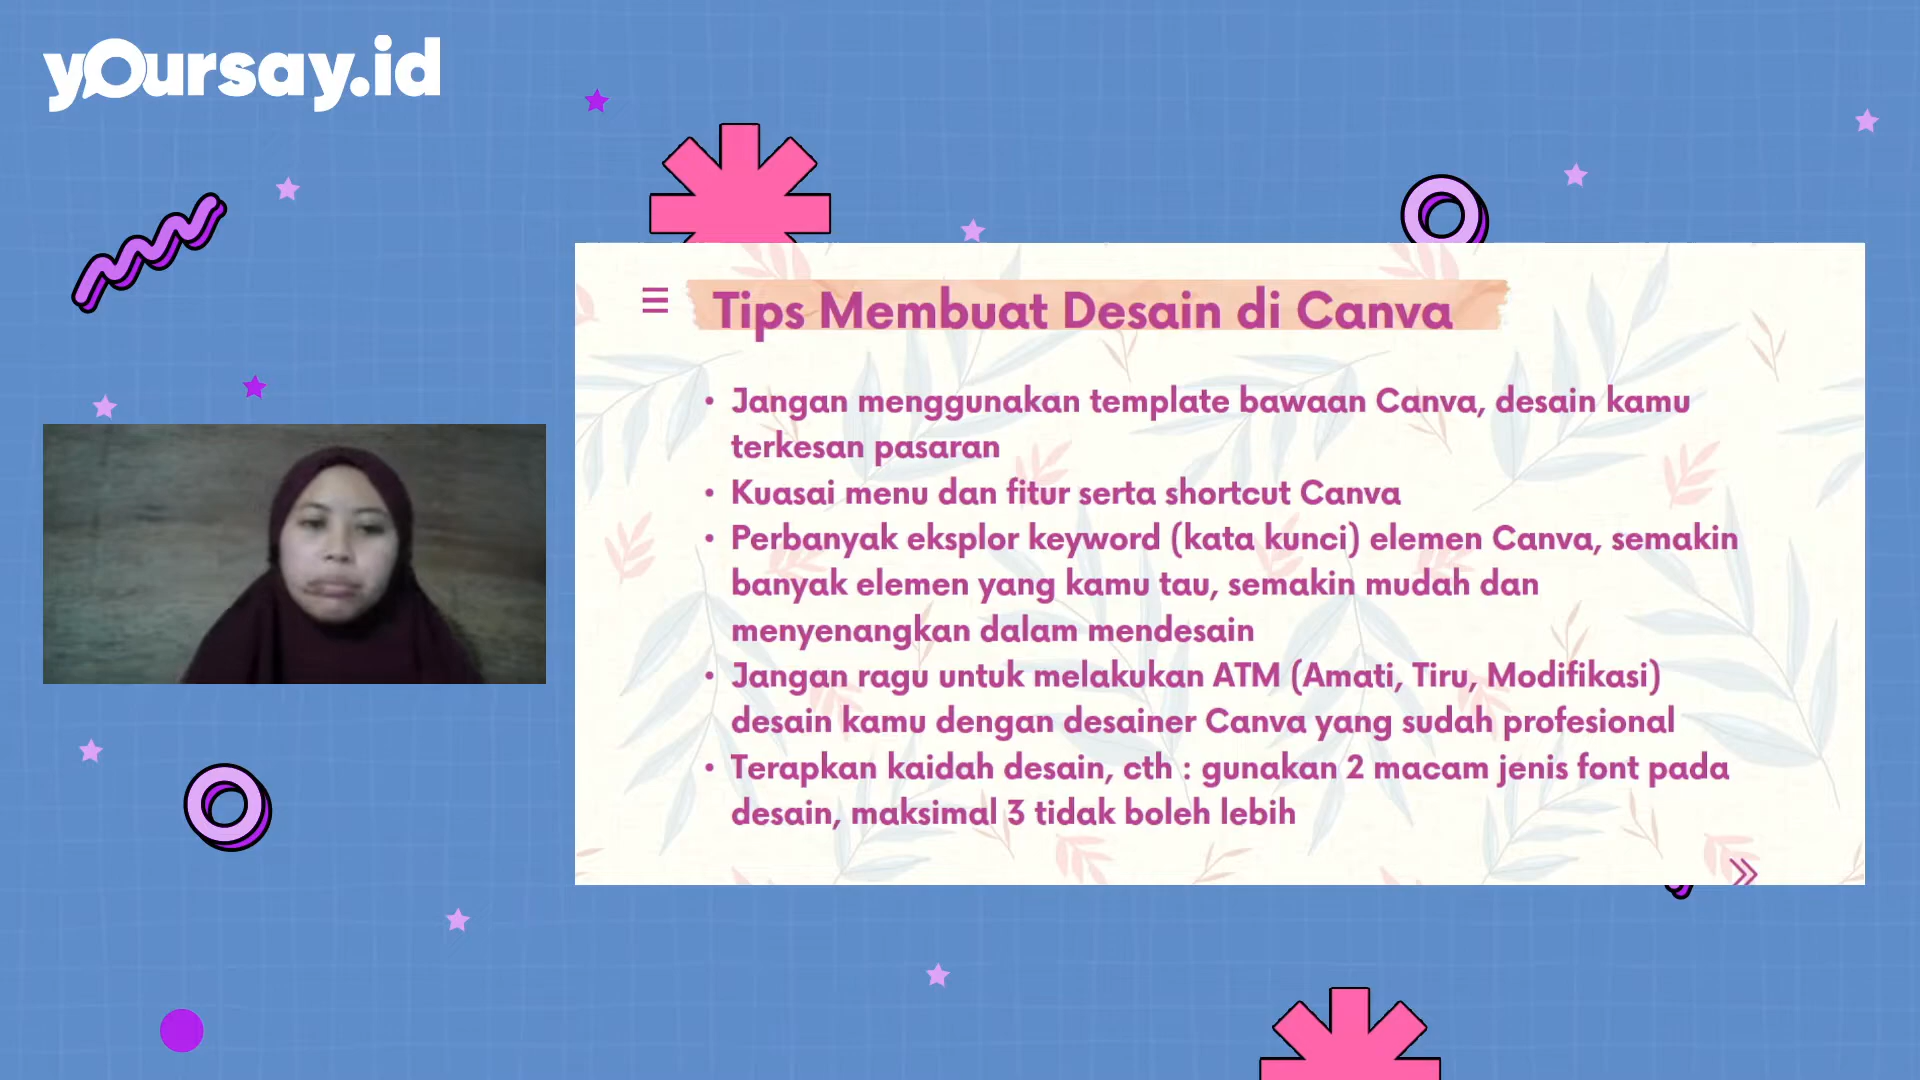 yoursay.id
Tips Membuat Desain di Canva
• Jangan menggunakan template bawaan Canva, desain kamu
terkesan pasaran
• Kuasai menu dan fitur serta shortcut Canva
• Perbanyak eksplor keyword (kata kunci) elemen Canva, semakin
banyak elemen yang kamu tau, semakin mudah dan
menyenangkan dalam mendesain
• Jangan ragu untuk melakukan ATM (Amati, Tiru, Modifikasi)
desain kamu dengan desainer Canva yang sudah profesional
• Terapkan kaidah desain, cth : gunakan 2 macam jenis font pada
desain, maksimal 3 tidak boleh lebih